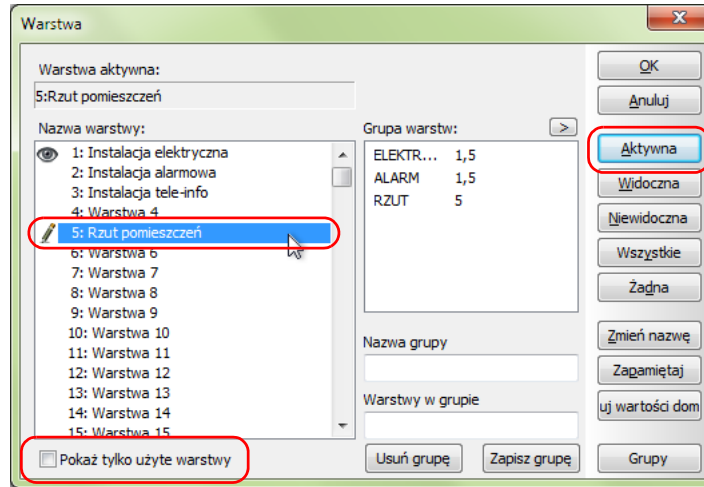 Warstwa
Warstwa aktywna:
5:Rzut pomieszczeń
Nazwa warstwy:
1: Instalacja elektryczna
2: Instalacja alarmowa
3: Instalacja tele-info
4: Warstwa 4
5: Rzut pomieszczeń
6: Warstwa 6
7: Warstwa 7
8: Warstwa 8
9: Warstwa 9
10: Warstwa 10
11: Warstwa 11
12: Warstwa 12
13: Warstwa 13
14: Warstwa 14
15: Warstwa 15
Pokaż tylko użyte warstwy
Grupa warstw:
>
ELEKTR... 1,5
ALARM 1,5
RZUT 5
Nazwa grupy
Warstwy w grupie
Usuń grupę
Zapisz grupę
OK
Anuluj
Aktywna
Widoczna
Niewidoczna
Wszystkie
Żadna
Zmień nazwę
Zapamiętaj
uj wartości dom
Grupy